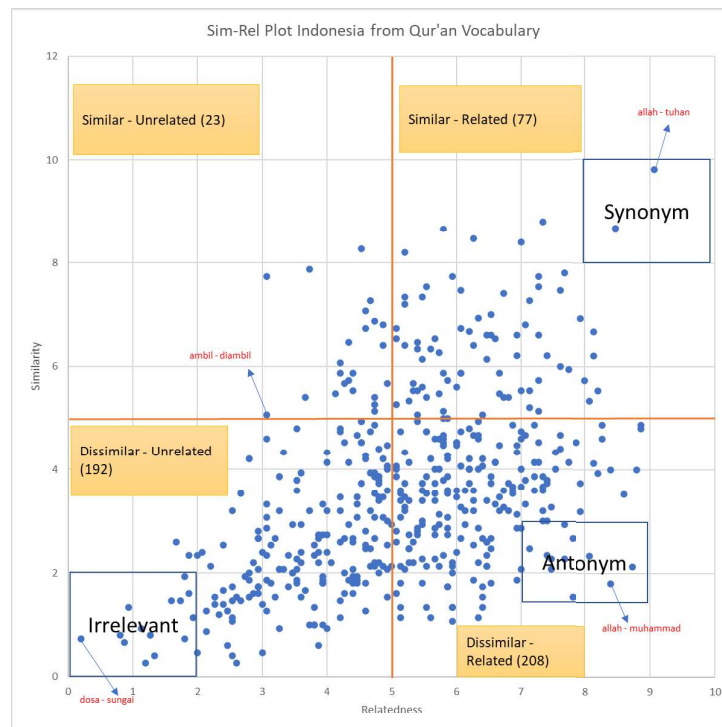 Sim-Rel Plot Indonesia from Qur'an Vocabulary
12
10
8
6
4
2
0
Similarity
Similar - Unrelated (23)
Similar - Related (77)
allah - tuhan
Synonym
ambil - diambil
Dissimilar - Unrelated
(192)
Antonym
allah - muhammad
Irrelevant
dosa - sungai
Dissimilar -
Related (208)
0 1 2 3 4 5 6 7 8 9 10
Relatedness